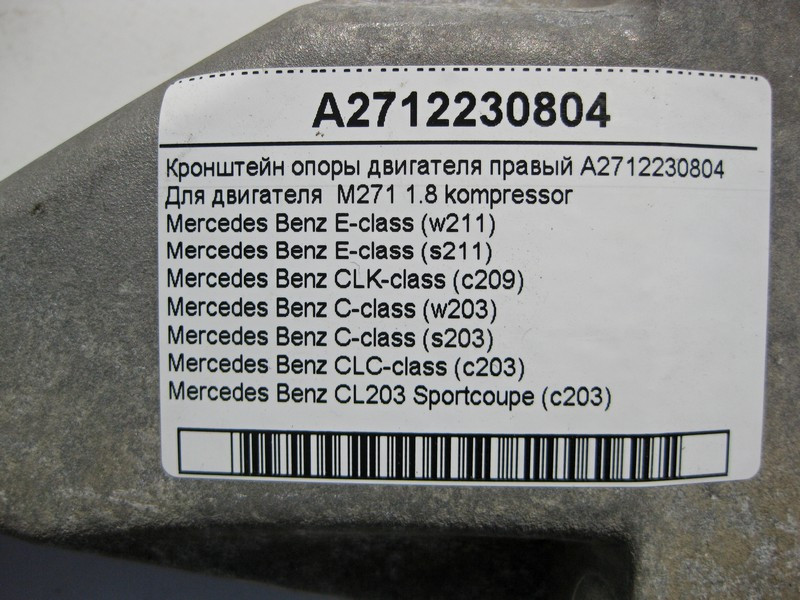 A2712230804
Кронштейн опоры двигателя правый A2712230804
Для двигателя M271 1.8 kompressor
Mercedes Benz E-class (w211)
Mercedes Benz E-class (s211)
Mercedes Benz CLK-class (c209)
Mercedes Benz C-class (w203)
Mercedes Benz C-class (s203)
Mercedes Benz CLC-class (c203)
Mercedes Benz CL203 Sportcoupe (c203)